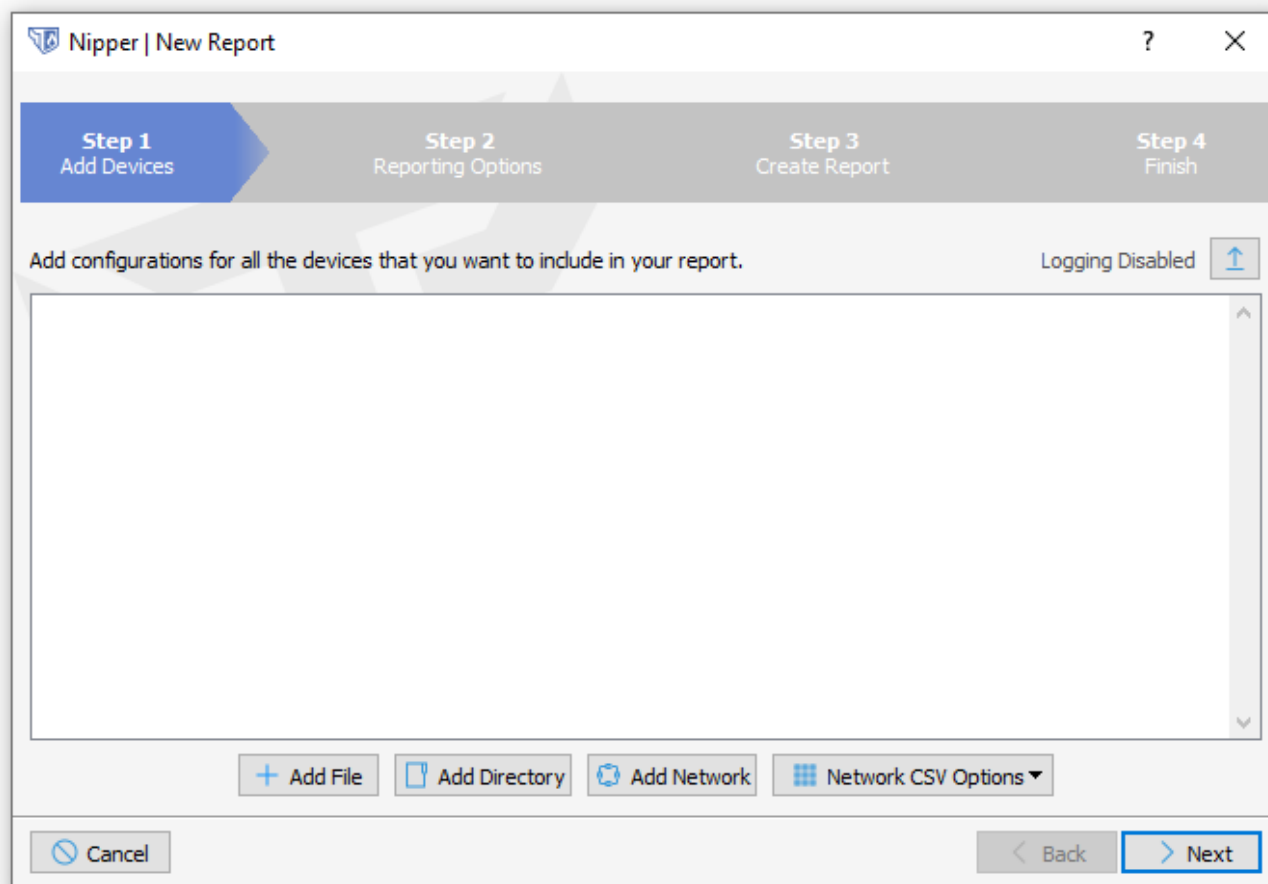 Nipper | New Report
?
Step 1
Add Devices
Step 2
Reporting Options
Step 3
Create Report
Step 4
Finish
Add configurations for all the devices that you want to include in your report.
Logging Disabled
Add File
Add Directory
Add Network
Network CSV Options
Cancel
Back
Next